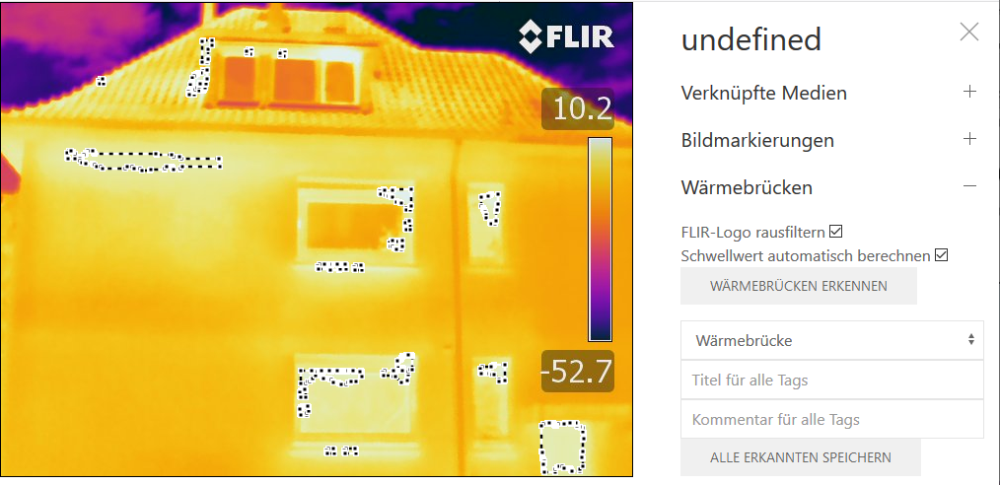 FLIR
10.2
-52.7
undefined
Verknüpfte Medien
Bildmarkierungen
Wärmebrücken
FLIR-Logo rausfiltern
Schwellwert automatisch berechnen
WÄRMEBRÜCKEN ERKENNEN
Wärmebrücke
Titel für alle Tags
Kommentar für alle Tags
ALLE ERKANNTEN SPEICHERN